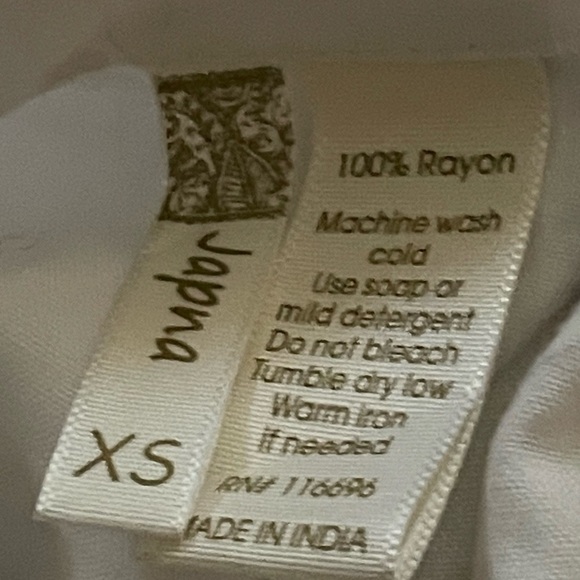 Japna
XS
100% Rayon
Machine wash
cold
Use soap or
mild detergent
Do not bleach
Tumble dry low
Warm iron
if needed
RN# 116696
MADE IN INDIA